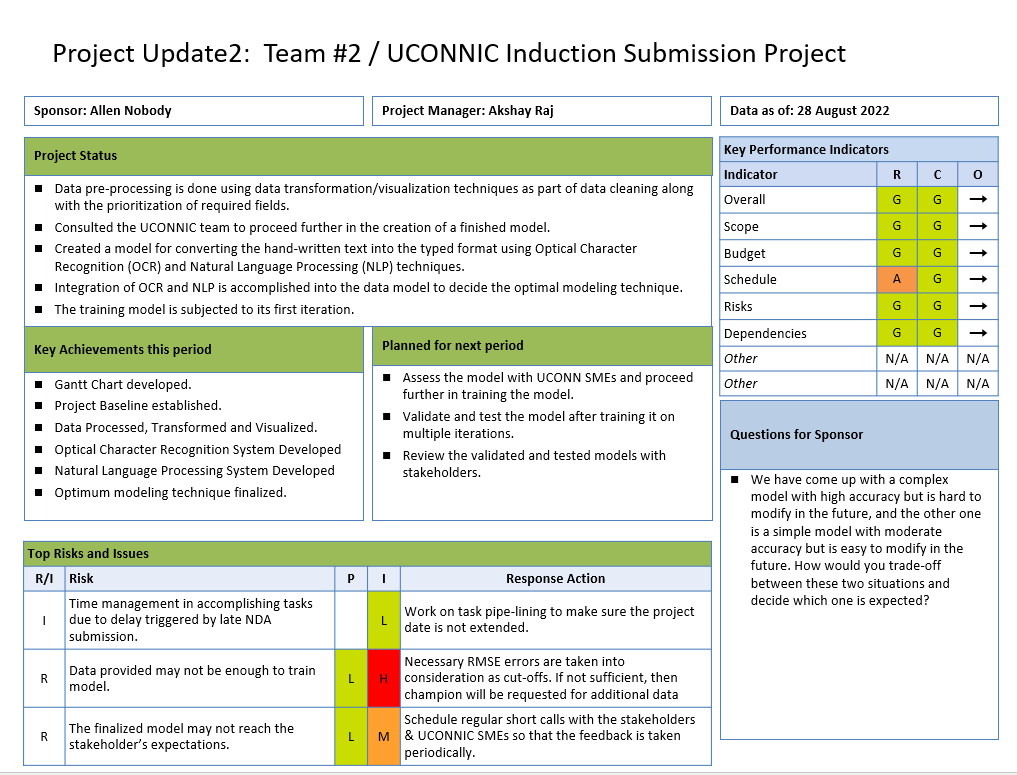 Project Update2:  Team #2 / UCONNIC Induction Submission Project
Sponsor: Allen Nobody
Project Manager: Akshay Raj
Data as of: 28 August 2022
Project Status
■ Data pre-processing is done using data transformation/visualization techniques as part of data cleaning along
with the prioritization of required fields.
■ Consulted the UCONNIC team to proceed further in the creation of a finished model.
■ Created a model for converting the hand-written text into the typed format using Optical Character
Recognition (OCR) and Natural Language Processing (NLP) techniques.
■ Integration of OCR and NLP is accomplished into the data model to decide the optimal modeling technique.
■ The training model is subjected to its first iteration.
Key Achievements this period
■ Gantt Chart developed.
■ Project Baseline established.
■ Data Processed, Transformed and Visualized.
■ Optical Character Recognition System Developed
■ Natural Language Processing System Developed
■ Optimum modeling technique finalized.
Planned for next period
■ Assess the model with UCONN SMEs and proceed
further in training the model.
■ Validate and test the model after training it on
multiple iterations.
■ Review the validated and tested models with
stakeholders.
Key Performance Indicators
Indicator R C O
Overall G G →
Scope G G →
Budget G G →
Schedule A G →
Risks G G →
Dependencies G G →
Other N/A N/A N/A
Other N/A N/A N/A
Questions for Sponsor
■ We have come up with a complex
model with high accuracy but is hard to
modify in the future, and the other one
is a simple model with moderate
accuracy but is easy to modify in the
future. How would you trade-off
between these two situations and
decide which one is expected?
Top Risks and Issues
R/I Risk P I Response Action
I
Time management in accomplishing tasks
due to delay triggered by late NDA
submission.
L
Work on task pipe-lining to make sure the project
date is not extended.
R
Data provided may not be enough to train
model.
L H
Necessary RMSE errors are taken into
consideration as cut-offs. If not sufficient, then
champion will be requested for additional data
R
The finalized model may not reach the
stakeholder’s expectations.
L M
Schedule regular short calls with the stakeholders
& UCONNIC SMEs so that the feedback is taken
periodically.